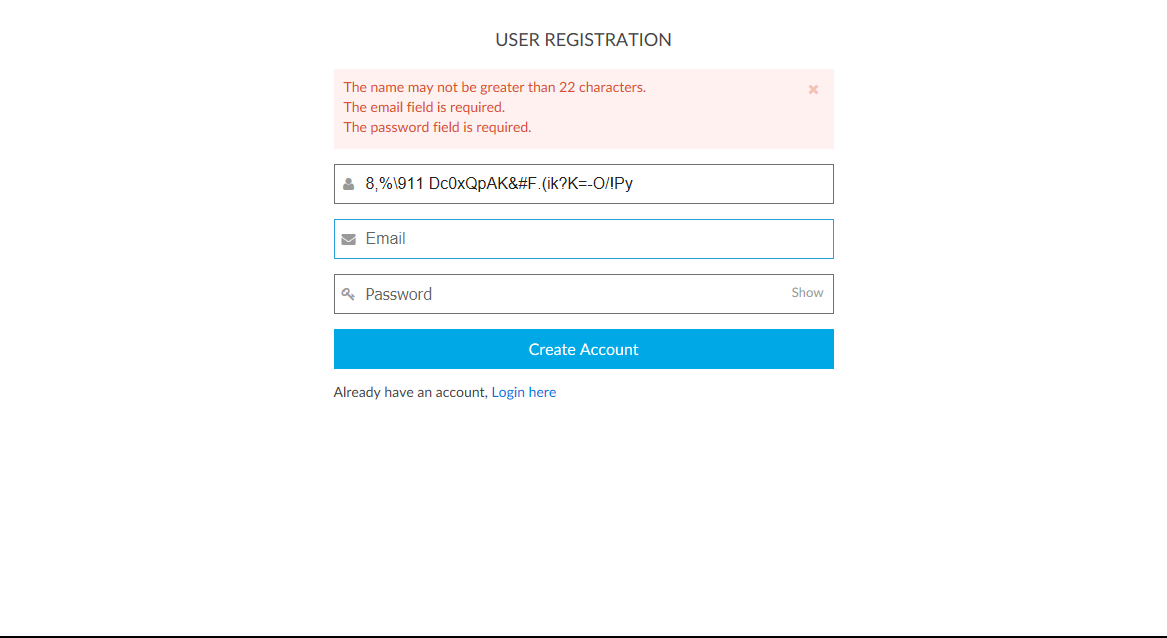 USER REGISTRATION
The name may not be greater than 22 characters.
The email field is required.
The password field is required.
8,%\911 Dc0xQpAK&#F.(ik?K=-O/!Py
Email
Password
Show
Create Account
Already have an account, Login here